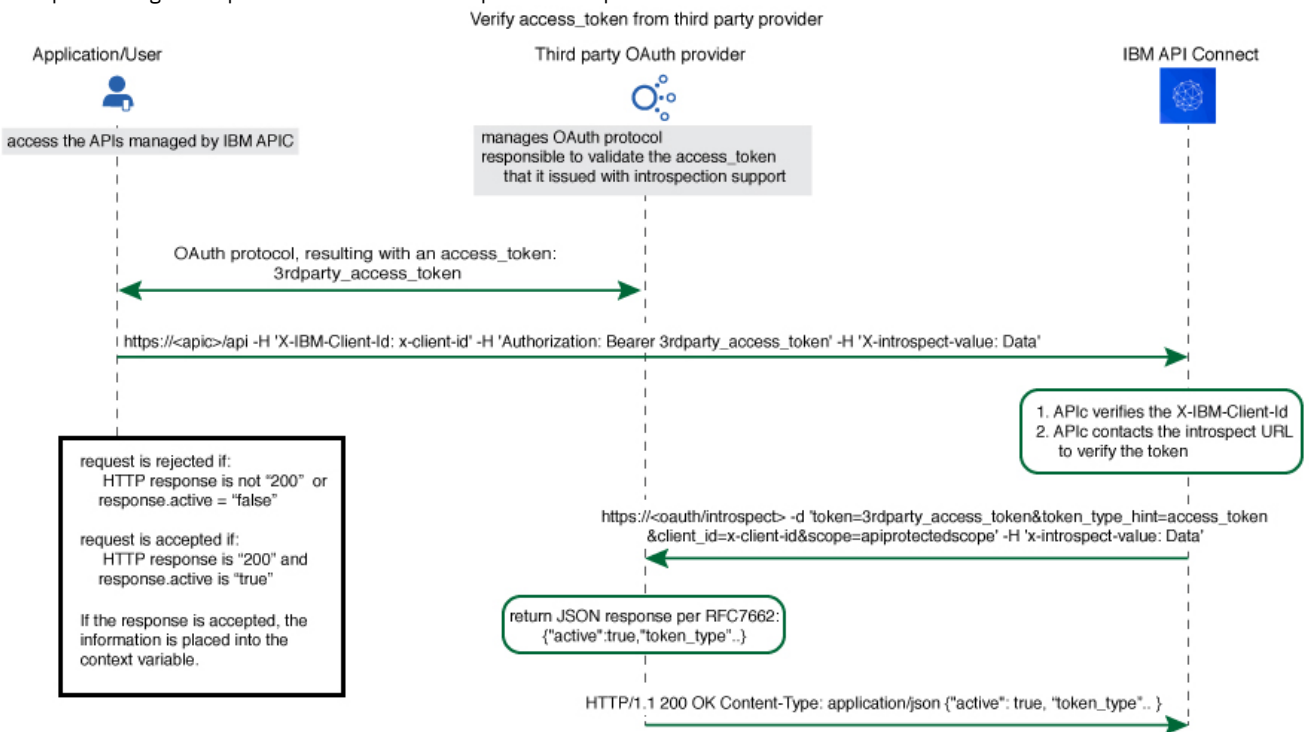 Verify access_token from third party provider
Application/User
Third party OAuth provider
IBM API Connect
access the APIs managed by IBM APIC
manages OAuth protocol
responsible to validate the access_token
that it issued with introspection support
OAuth protocol, resulting with an access_token:
3rdparty_access_token
https://<apic>/api -H 'X-IBM-Client-Id: x-client-id' -H 'Authorization: Bearer 3rdparty_access_token' -H 'X-introspect-value: Data'
1. APIc verifies the X-IBM-Client-Id
2. APIc contacts the introspect URL
to verify the token
request is rejected if:
HTTP response is not “200” or
response.active = “false”
request is accepted if:
HTTP response is “200” and
response.active is “true”
If the response is accepted, the
information is placed into the
context variable.
https://<oauth/introspect> -d 'token=3rdparty_access_token&token_type_hint=access_token
&client_id=x-client-id&scope=apiprotectedscope' -H 'x-introspect-value: Data'
return JSON response per RFC7662:
{"active":true,"token_type"..}
HTTP/1.1 200 OK Content-Type: application/json {"active": true, “token_type”.. }